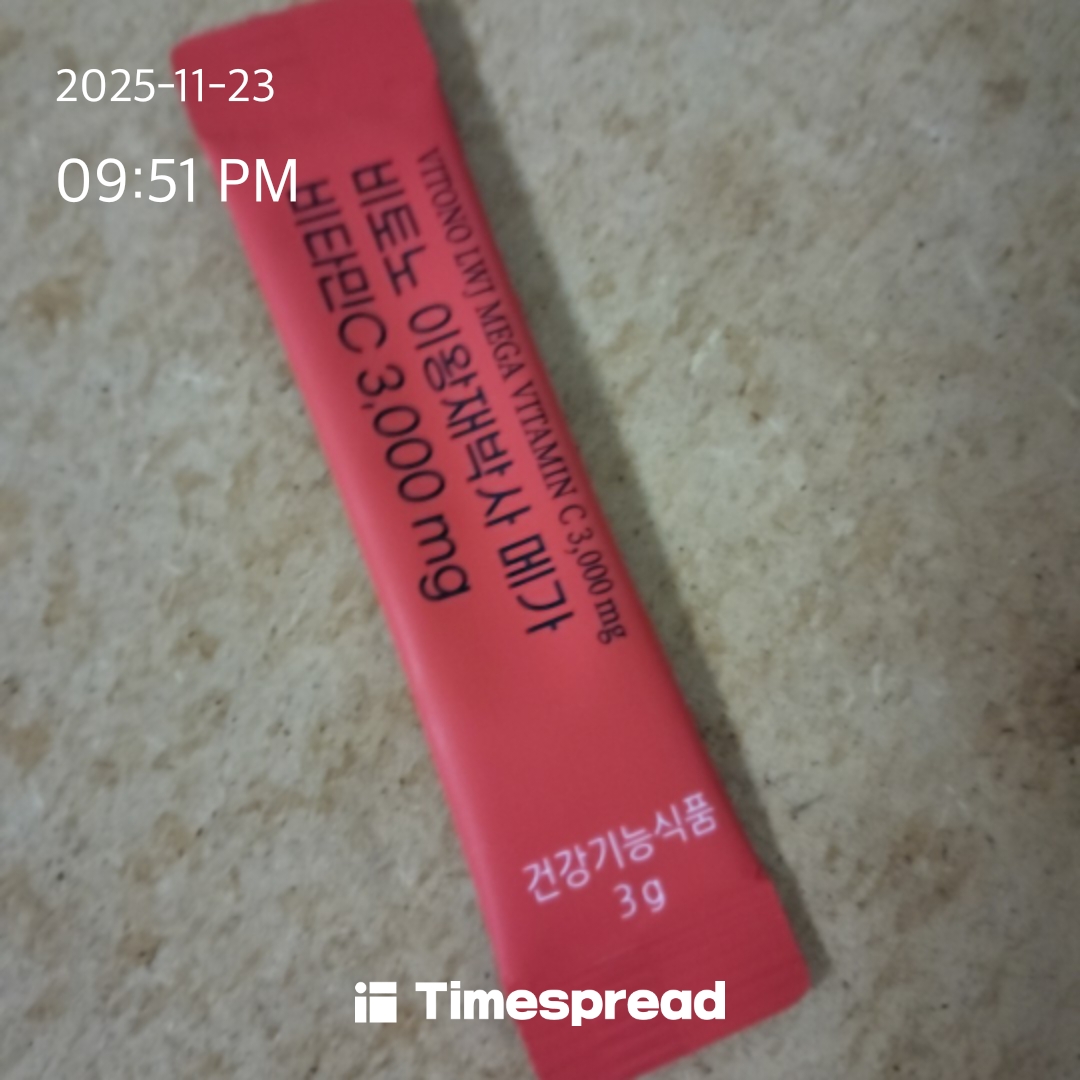 2025-11-23
09:51 PM
VITONO LWJ MEGA VITAMIN C 3,000 mg
비토노 이왕재박사 메가
비타민C 3,000 mg
건강기능식품
3 g
Timespread